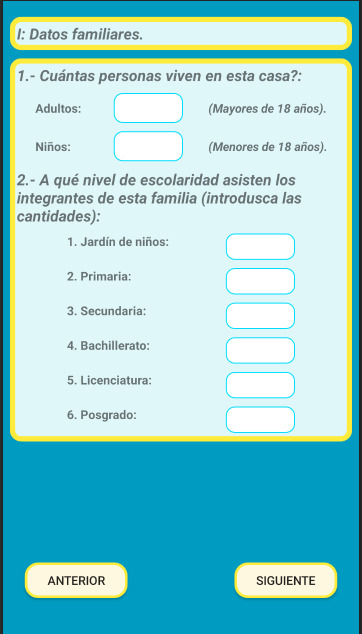 I: Datos familiares.
1.- Cuántas personas viven en esta casa?:
Adultos: (Mayores de 18 años).
Niños: (Menores de 18 años).
2.- A qué nivel de escolaridad asisten los
integrantes de esta familia (introdusca las
cantidades):
1. Jardín de niños:
2. Primaria:
3. Secundaria:
4. Bachillerato:
5. Licenciatura:
6. Posgrado:
ANTERIOR SIGUIENTE